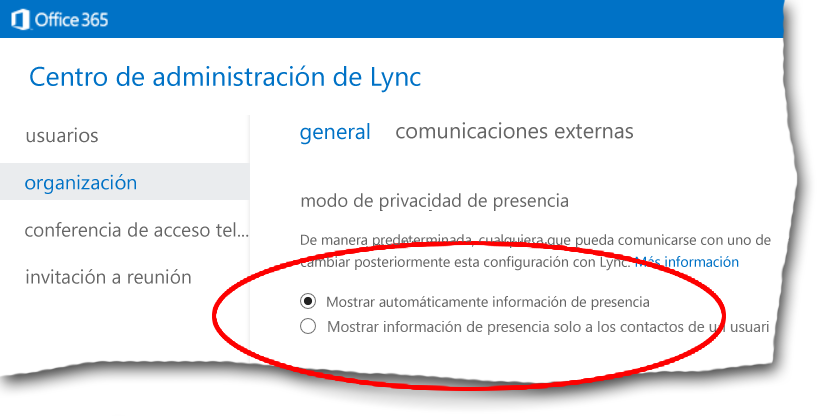 Office 365
Centro de administración de Lync
usuarios
organización
conferencia de acceso tel...
invitación a reunión
general comunicaciones externas
modo de privacidad de presencia
De manera predeterminada, cualquiera que pueda comunicarse con uno de
cambiar posteriormente esta configuración con Lync. Más información
Mostrar automáticamente información de presencia
Mostrar información de presencia solo a los contactos de un usuari